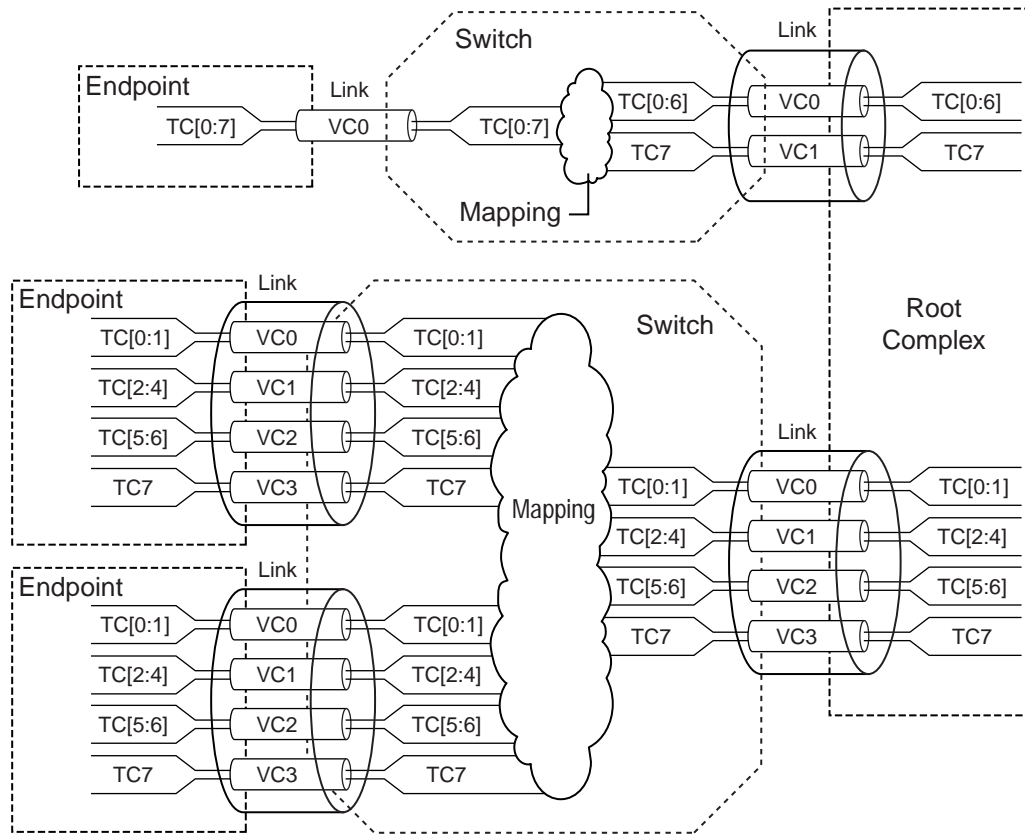 Link
Switch
Endpoint
Link
TC[0:7]
VC0
TC[0:7]
TC[0:6]
VC0
TC[0:6]
TC7
VC1
TC7
Mapping
Root
Complex
Endpoint
Link
Switch
TC[0:1]
VC0
TC[0:1]
TC[2:4]
VC1
TC[2:4]
TC[5:6]
VC2
TC[5:6]
TC7
VC3
TC7
Mapping
Link
TC[0:1]
VC0
TC[0:1]
TC[2:4]
VC1
TC[2:4]
TC[5:6]
VC2
TC[5:6]
TC7
VC3
TC7
Endpoint
Link
TC[0:1]
VC0
TC[0:1]
TC[2:4]
VC1
TC[2:4]
TC[5:6]
VC2
TC[5:6]
TC7
VC3
TC7